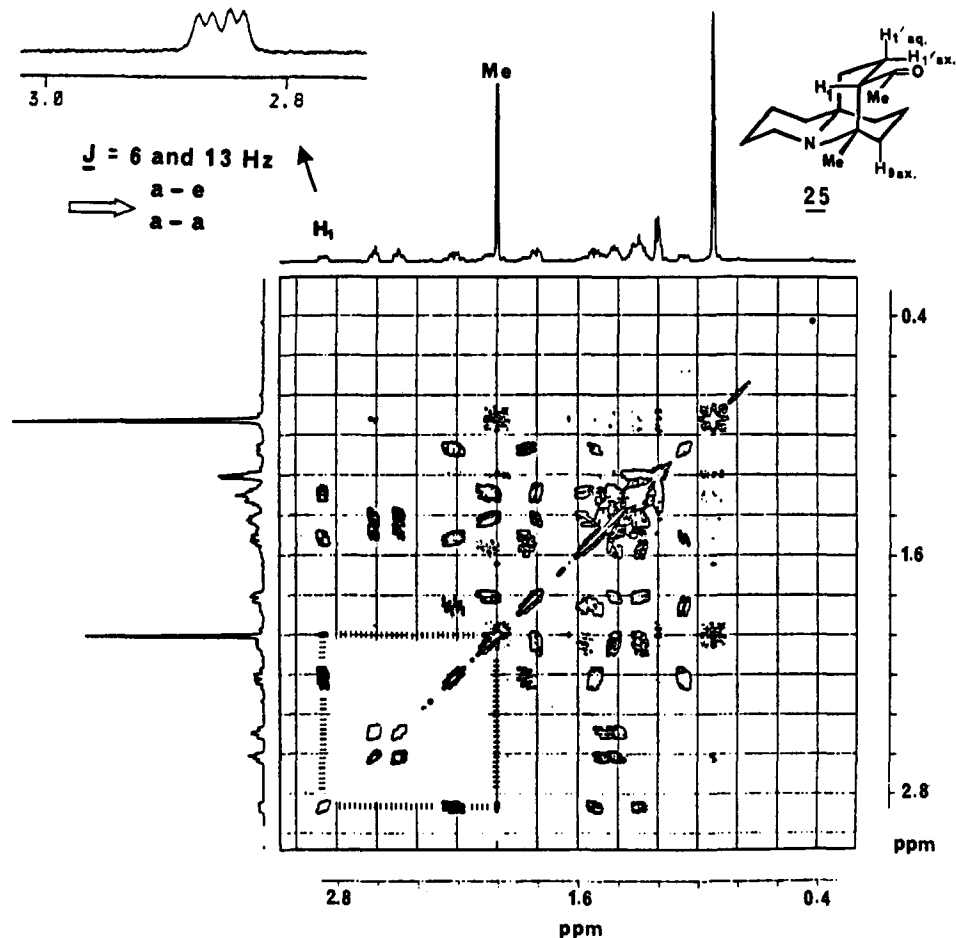 3.0
2.8
J = 6 and 13 Hz
a – e
a – a
H1
Me
H1'aq.
H1'ax.
O
H1
Me
N
Me
H9ax.
25
0.4
1.6
2.8
ppm
2.8
1.6
0.4
ppm